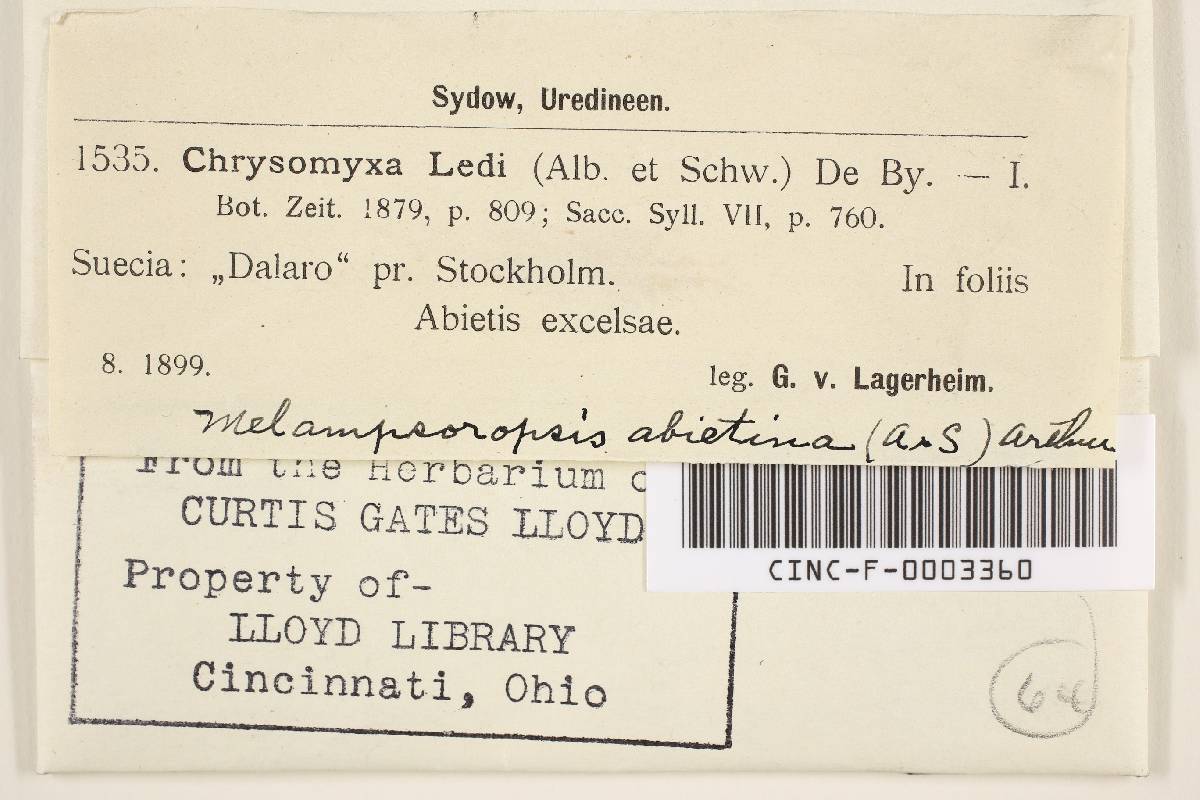 Sydow, Uredineen.
1535. Chrysomyxa Ledi (Alb. et Schw.) De By. — I.
Bot. Zeit. 1879, p. 809; Sacc. Syll. VII, p. 760.
Suecia: „Dalaro“ pr. Stockholm. In foliis
Abietis excelsae.
8. 1899.
leg. G. v. Lagerheim.
Melampsoropsis abietina (A & S) Arthur
From the Herbarium
CURTIS GATES LLOYD
Property of-
LLOYD LIBRARY
Cincinnati, Ohio
CINC-F-0003360
64